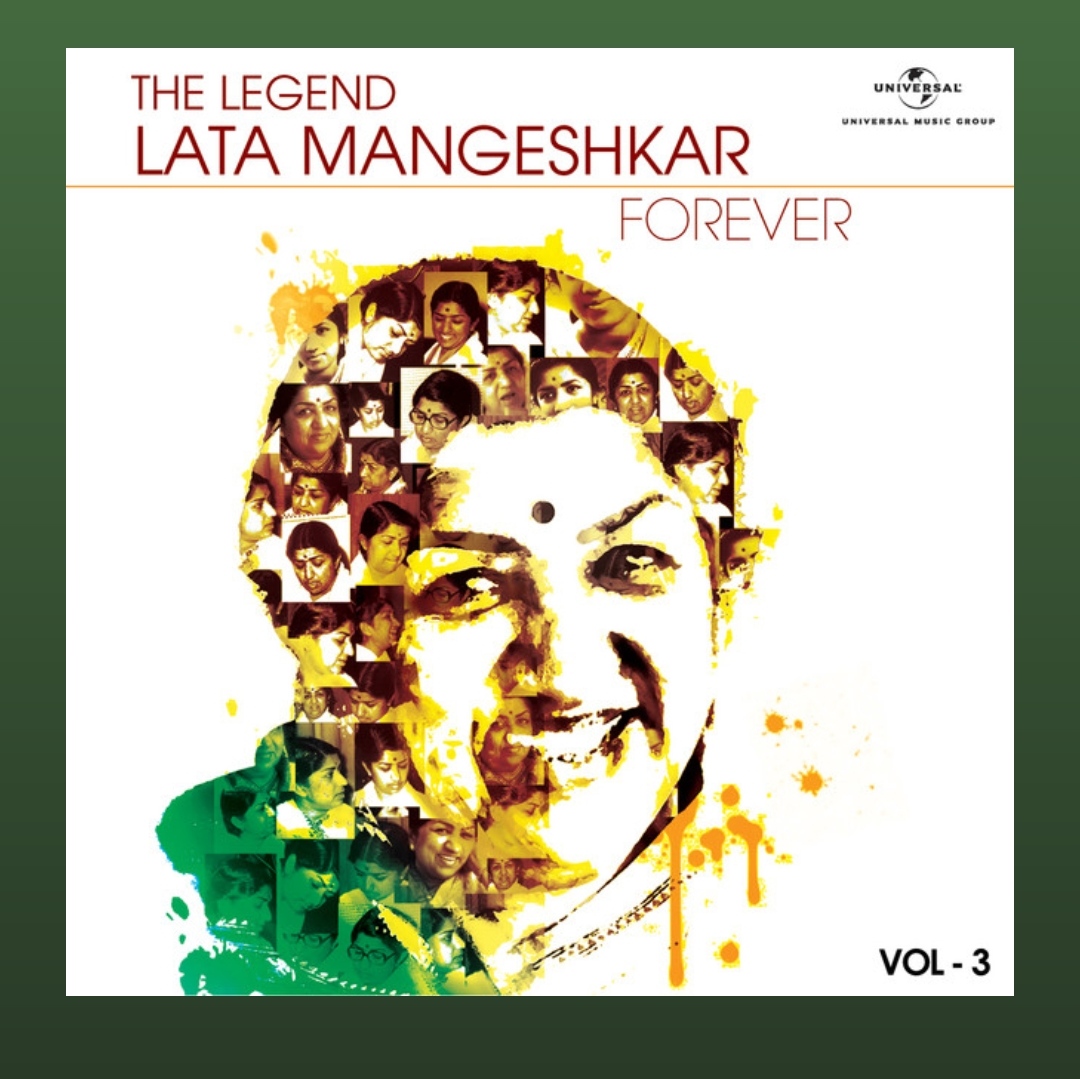 THE LEGEND
LATA MANGESHKAR
FOREVER
UNIVERSAL
UNIVERSAL MUSIC GROUP
VOL - 3